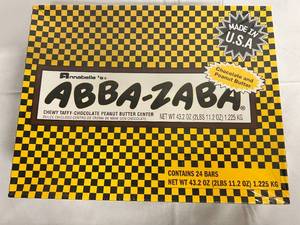 MADE IN
U.S.A
Chocolate and
Peanut Butter
Annabelle's
ABBA-ZABA®
CHEWY TAFFY-CHOCOLATE PEANUT BUTTER CENTER
NET WT 43.2 OZ (2LBS 11.2 OZ) 1.225 KG
CONTAINS 24 BARS
NET WT 43.2 OZ (2LBS 11.2 OZ) 1.225 KG